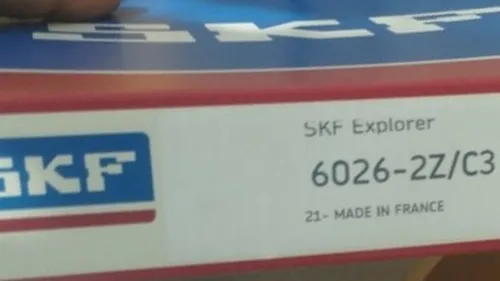 SKF
SKF
SKF Explorer
6026-2Z/C3
21- MADE IN FRANCE